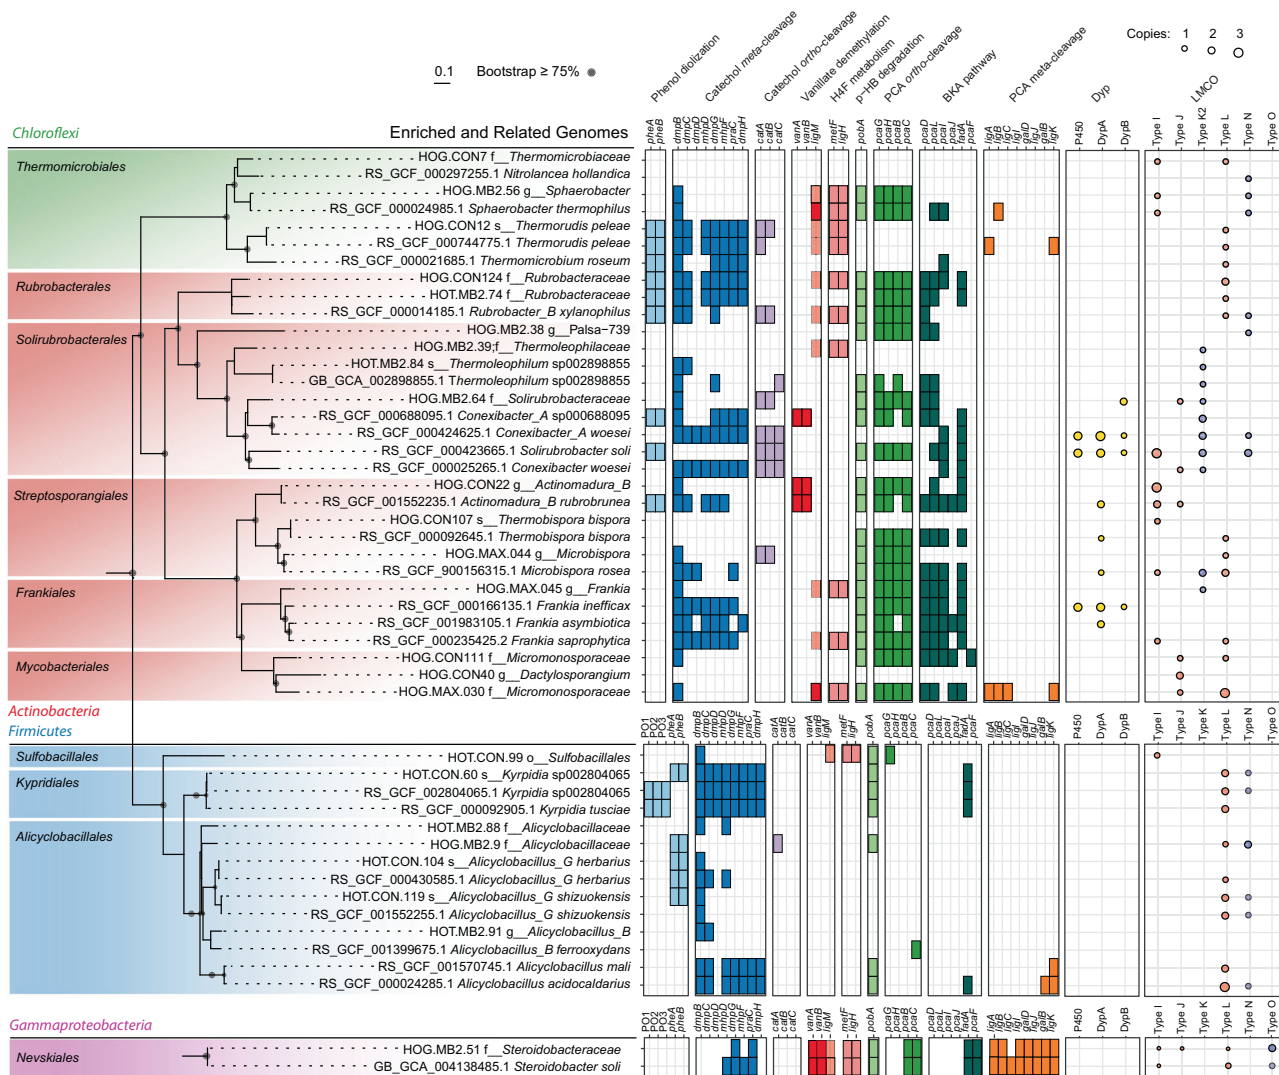 Copies: 1 2 3
0.1 Bootstrap ≥ 75%
Phenol diolization
Catechol meta-cleavage
Catechol ortho-cleavage
Vanillate demethylation
H4F metabolism
p-HB degradation
PCA ortho-cleavage
BKA pathway
PCA meta-cleavage
Dyp
LMCO
Chloroflexi
Enriched and Related Genomes
pheA pheB dmpB dmpC dmpD mhpD dmpG mhpF praC dmpH catA catB catC vanA vanB ligM metF ligH pobA pcaG pcaH pcaB pcaC pcaD pcaL pcaI pcaJ fadA pcaF ligA ligB ligC ligI galD ligJ galB ligK P450 DypA DypB Type I Type J Type K2 Type L Type N Type O
Thermomicrobiales
HOG.CON7 f__Thermomicrobiaceae
RS_GCF_000297255.1 Nitrolancea hollandica
HOG.MB2.56 g__Sphaerobacter
RS_GCF_000024985.1 Sphaerobacter thermophilus
HOG.CON12 s__Thermorudis peleae
RS_GCF_000744775.1 Thermorudis peleae
RS_GCF_000021685.1 Thermomicrobium roseum
Rubrobacterales
HOG.CON124 f__Rubrobacteraceae
HOT.MB2.74 f__Rubrobacteraceae
RS_GCF_000014185.1 Rubrobacter_B xylanophilus
Solirubrobacterales
HOG.MB2.38 g__Palsa-739
HOG.MB2.39;f__Thermoleophilaceae
HOT.MB2.84 s__Thermoleophilum sp002898855
GB_GCA_002898855.1 Thermoleophilum sp002898855
HOG.MB2.64 f__Solirubrobacteraceae
RS_GCF_000688095.1 Conexibacter_A sp000688095
RS_GCF_000424625.1 Conexibacter_A woesei
RS_GCF_000423665.1 Solirubrobacter soli
RS_GCF_000025265.1 Conexibacter woesei
Streptosporangiales
HOG.CON22 g__Actinomadura_B
RS_GCF_001552235.1 Actinomadura_B rubrobrunea
HOG.CON107 s__Thermobispora bispora
RS_GCF_000092645.1 Thermobispora bispora
HOG.MAX.044 g__Microbispora
RS_GCF_900156315.1 Microbispora rosea
Frankiales
HOG.MAX.045 g__Frankia
RS_GCF_000166135.1 Frankia inefficax
RS_GCF_001983105.1 Frankia asymbiotica
RS_GCF_000235425.2 Frankia saprophytica
Mycobacteriales
HOG.CON111 f__Micromonosporaceae
HOG.CON40 g__Dactylosporangium
HOG.MAX.030 f__Micromonosporaceae
Actinobacteria
Firmicutes
PO1 PO2 PO3 pheA pheB dmpB dmpC dmpD mhpD dmpG mhpF praC dmpH catA catB catC vanA vanB ligM metF ligH pobA pcaG pcaH pcaB pcaC pcaD pcaL pcaI pcaJ fadA pcaF ligA ligB ligC ligI galD ligJ galB ligK P450 DypA DypB Type I Type J Type K Type L Type N Type O
Sulfobacillales
HOT.CON.99 o__Sulfobacillales
Kypridiales
HOT.CON.60 s__Kyrpidia sp002804065
RS_GCF_002804065.1 Kyrpidia sp002804065
RS_GCF_000092905.1 Kyrpidia tusciae
Alicyclobacillales
HOT.MB2.88 f__Alicyclobacillaceae
HOG.MB2.9 f__Alicyclobacillaceae
HOT.CON.104 s__Alicyclobacillus_G herbarius
RS_GCF_000430585.1 Alicyclobacillus_G herbarius
HOT.CON.119 s__Alicyclobacillus_G shizuokensis
RS_GCF_001552255.1 Alicyclobacillus_G shizuokensis
HOT.MB2.91 g__Alicyclobacillus_B
RS_GCF_001399675.1 Alicyclobacillus_B ferrooxydans
RS_GCF_001570745.1 Alicyclobacillus mali
RS_GCF_000024285.1 Alicyclobacillus acidocaldarius
Gammaproteobacteria
PO1 PO2 PO3 pheA pheB dmpB dmpC dmpD mhpD dmpG mhpF praC dmpH catA catB catC vanA vanB ligM metF ligH pobA pcaG pcaH pcaB pcaC pcaD pcaL pcaI pcaJ fadA pcaF ligA ligB ligC ligI galD ligJ galB ligK P450 DypA DypB Type I Type J Type K Type L Type N Type O
Nevskiales
HOG.MB2.51 f__Steroidobacteraceae
GB_GCA_004138485.1 Steroidobacter soli